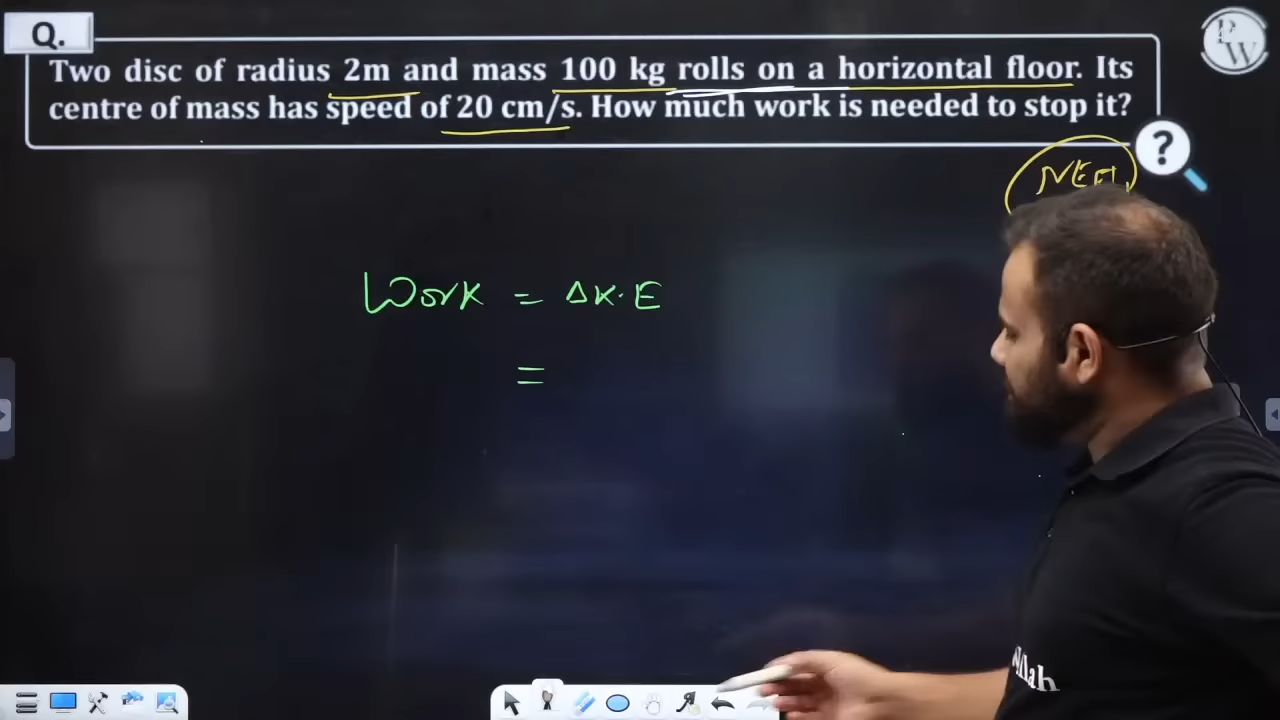 Q.
Two disc of radius 2m and mass 100 kg rolls on a horizontal floor. Its
centre of mass has speed of 20 cm/s. How much work is needed to stop it?
PW
?
Work = ΔK.E
=